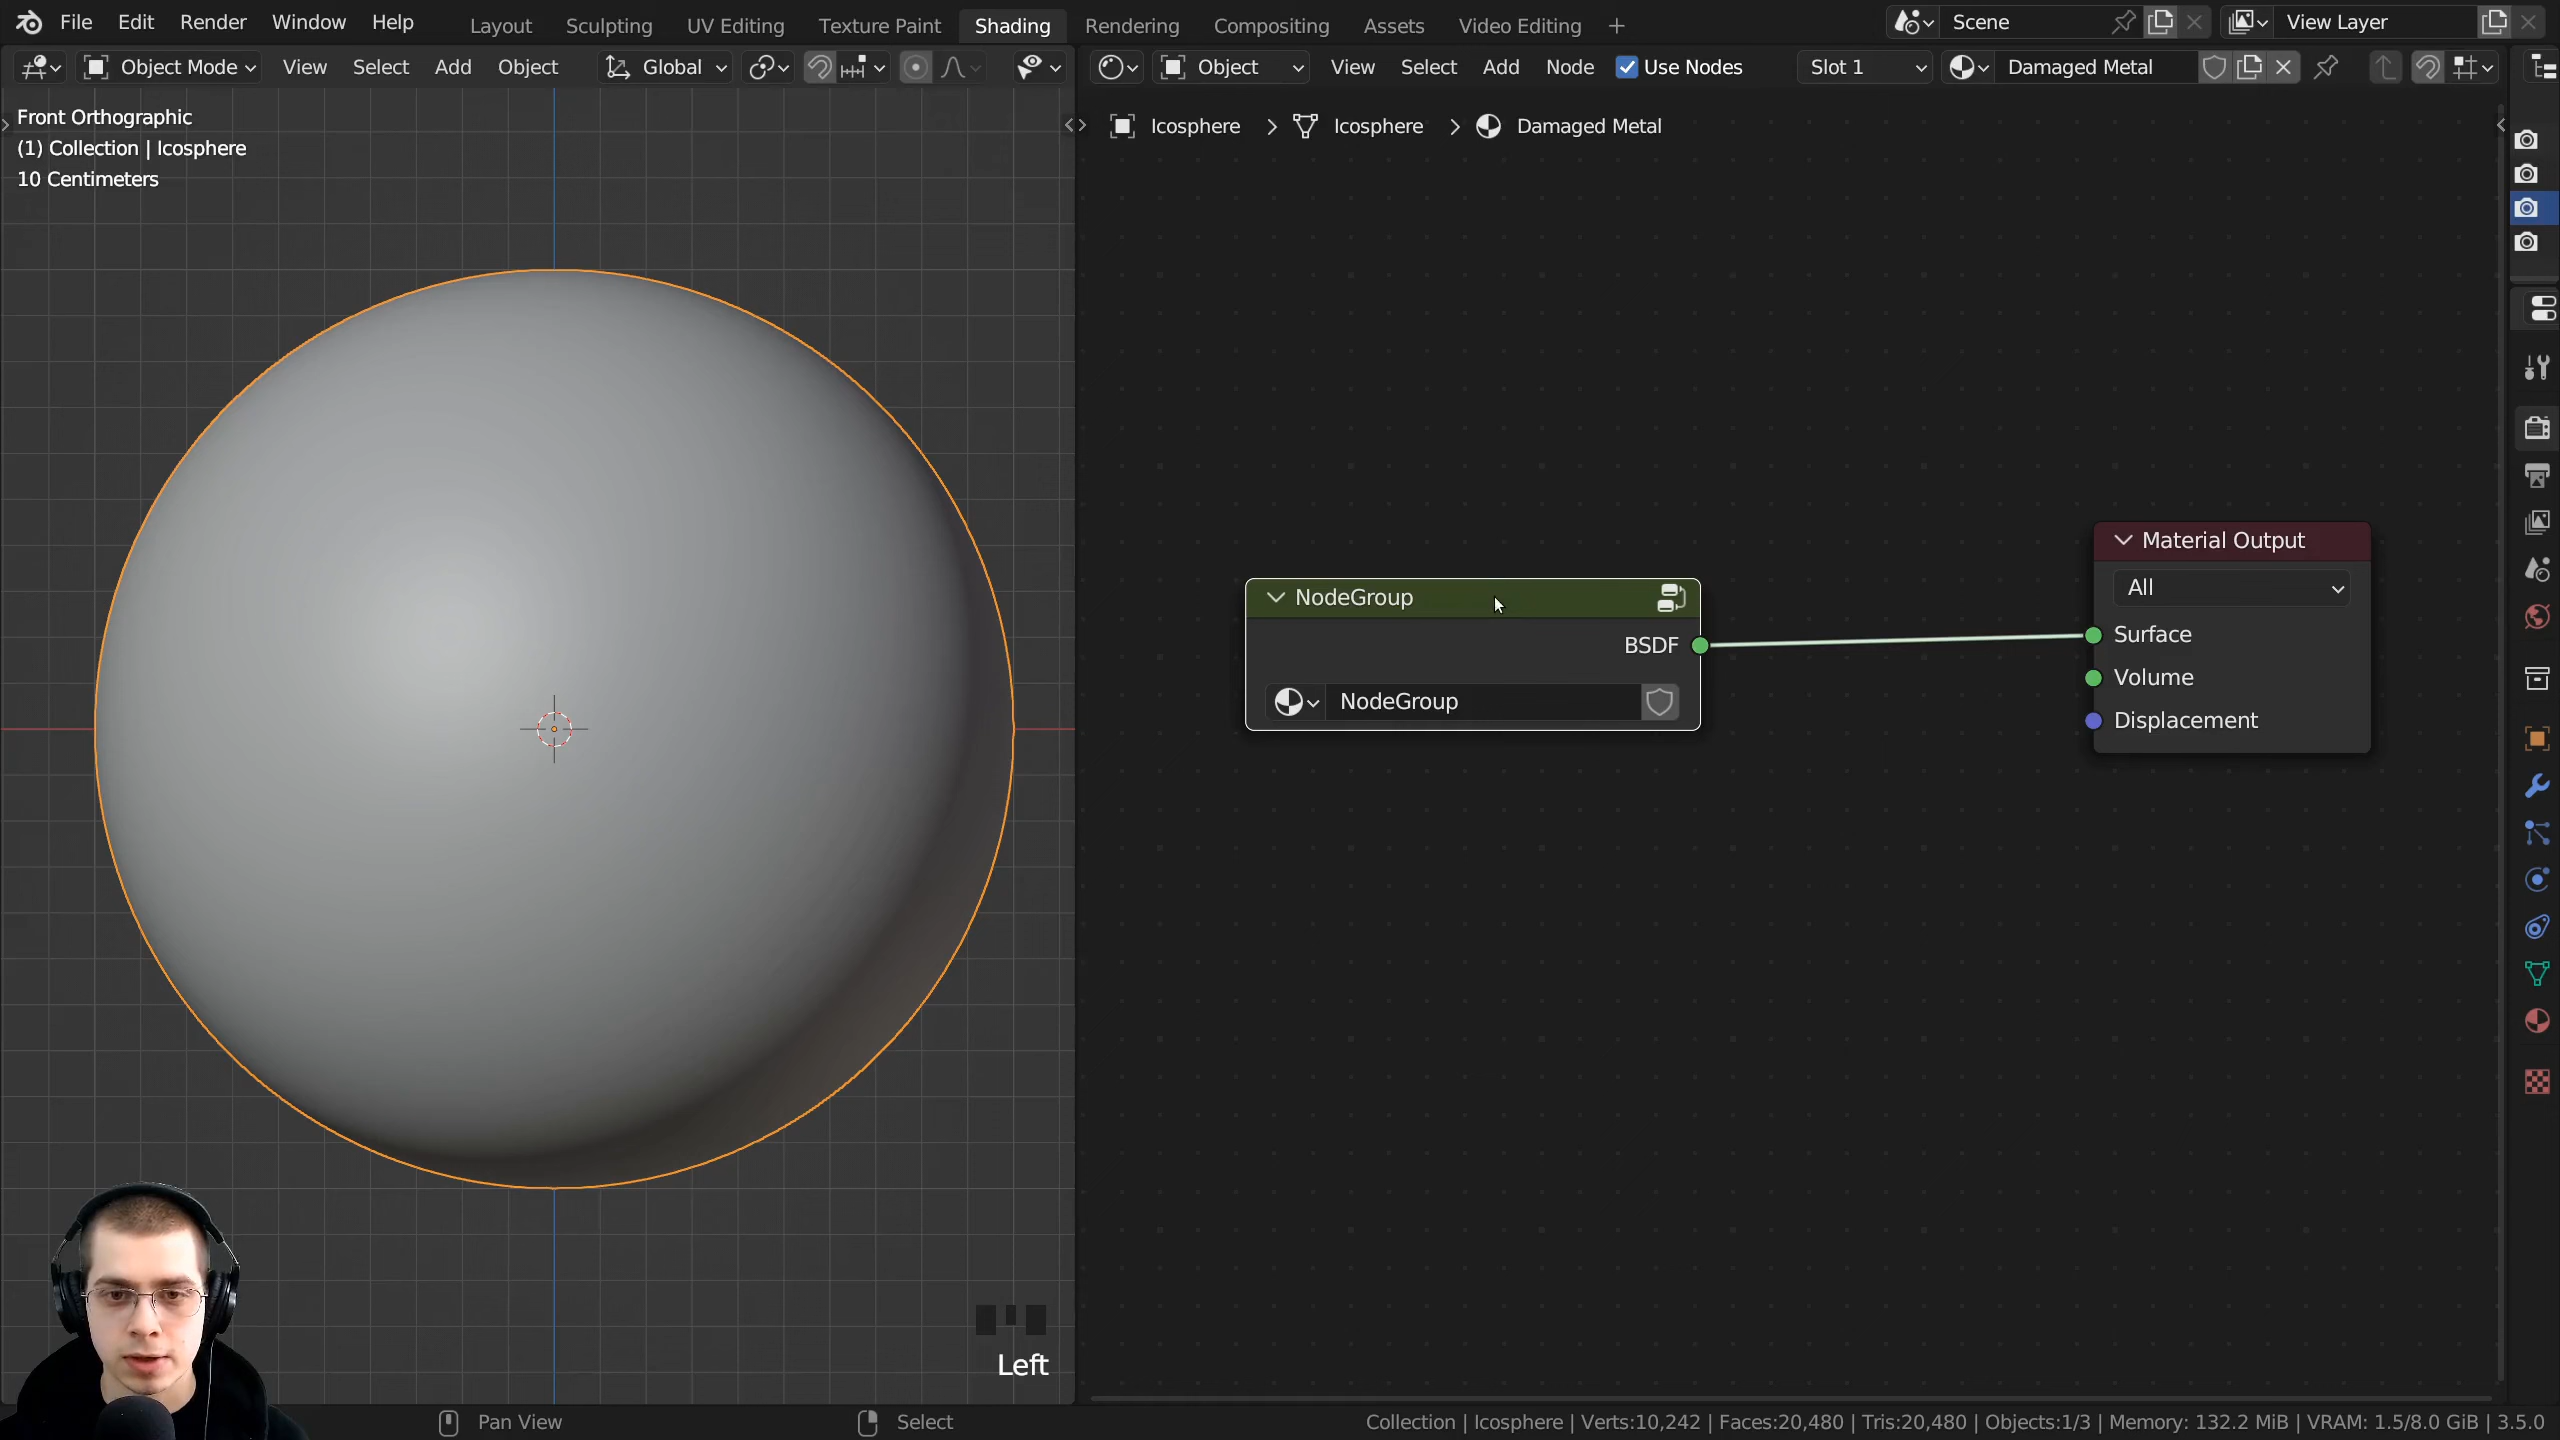 File Edit Render Window Help Layout Sculpting UV Editing Texture Paint Shading Rendering Compositing Assets Video Editing + Scene View Layer
Object Mode View Select Add Object Global Object View Select Add Node Use Nodes Slot 1 Damaged Metal
Front Orthographic
(1) Collection | Icosphere
10 Centimeters
Icosphere > Icosphere > Damaged Metal
NodeGroup
BSDF
NodeGroup
Material Output
All
Surface
Volume
Displacement
Left
Pan View Select Collection | Icosphere | Verts:10,242 | Faces:20,480 | Tris:20,480 | Objects:1/3 | Memory: 132.2 MiB | VRAM: 1.5/8.0 GiB | 3.5.0